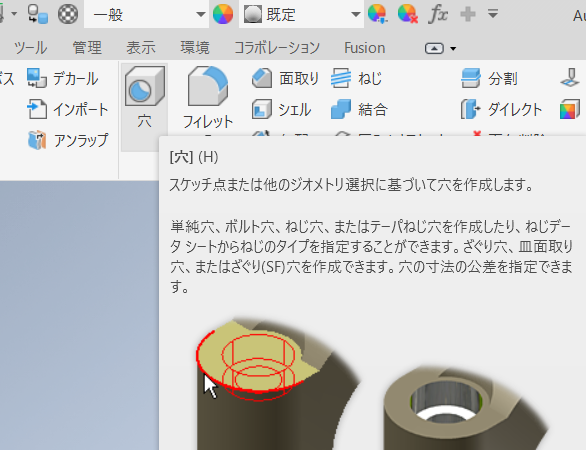 一般 既定 fx Au
ツール 管理 表示 環境 コラボレーション Fusion
ボス デカール 面取り ねじ 分割
インポート 穴 フィレット シェル 結合 ダイレクト
アンラップ
[穴] (H)
スケッチ点または他のジオメトリ選択に基づいて穴を作成します。
単純穴、ボルト穴、ねじ穴、またはテーパねじ穴を作成したり、ねじデー
タ シートからねじのタイプを指定することができます。ざぐり穴、皿面取り
穴、またはざぐり(SF)穴を作成できます。穴の寸法の公差を指定できま
す。